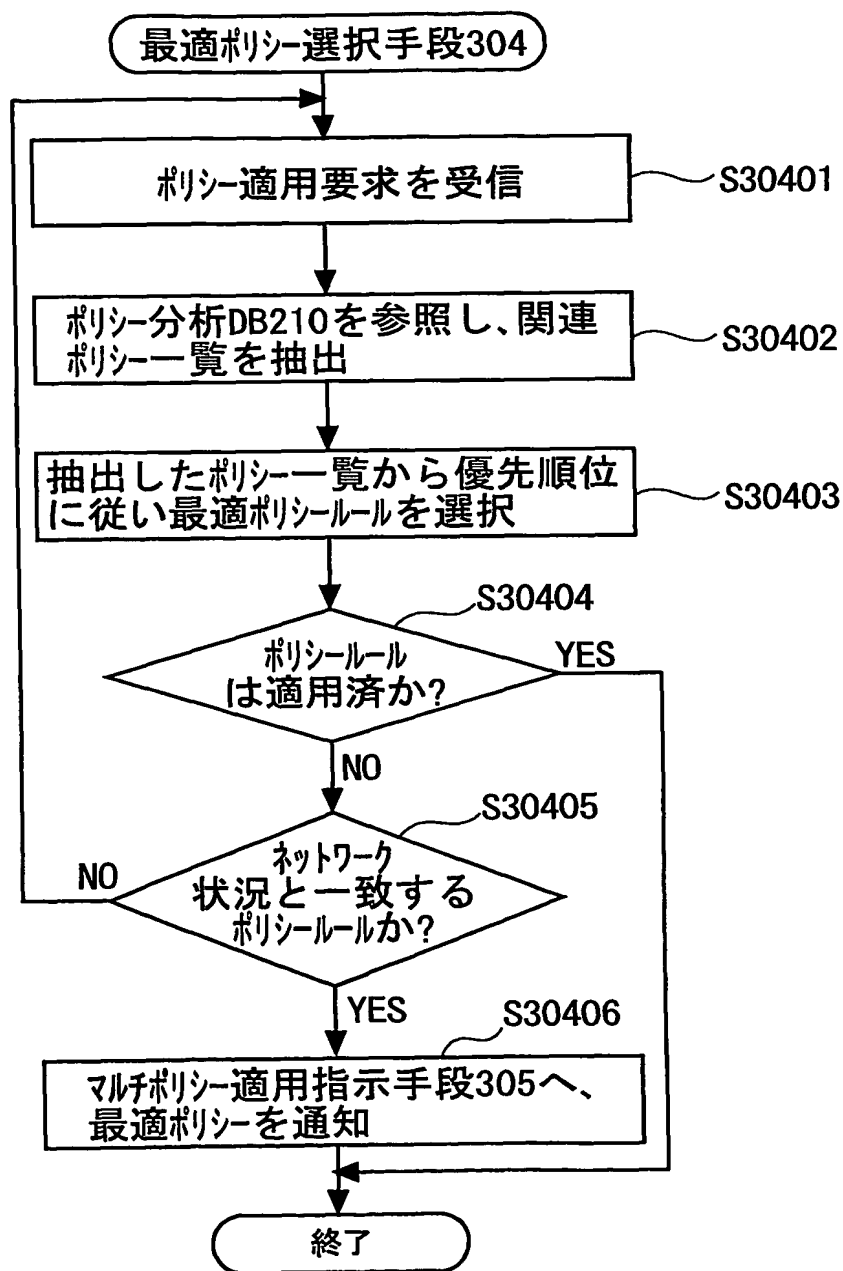 最適ポリシー選択手段304
ポリシー適用要求を受信
S30401
ポリシー分析DB210を参照し、関連
ポリシー一覧を抽出
S30402
抽出したポリシー一覧から優先順位
に従い最適ポリシールールを選択
S30403
S30404
ポリシールール
は適用済か?
YES
NO
S30405
ネットワーク
状況と一致する
ポリシールールか?
NO
YES
S30406
マルチポリシー適用指示手段305へ、
最適ポリシーを通知
終了